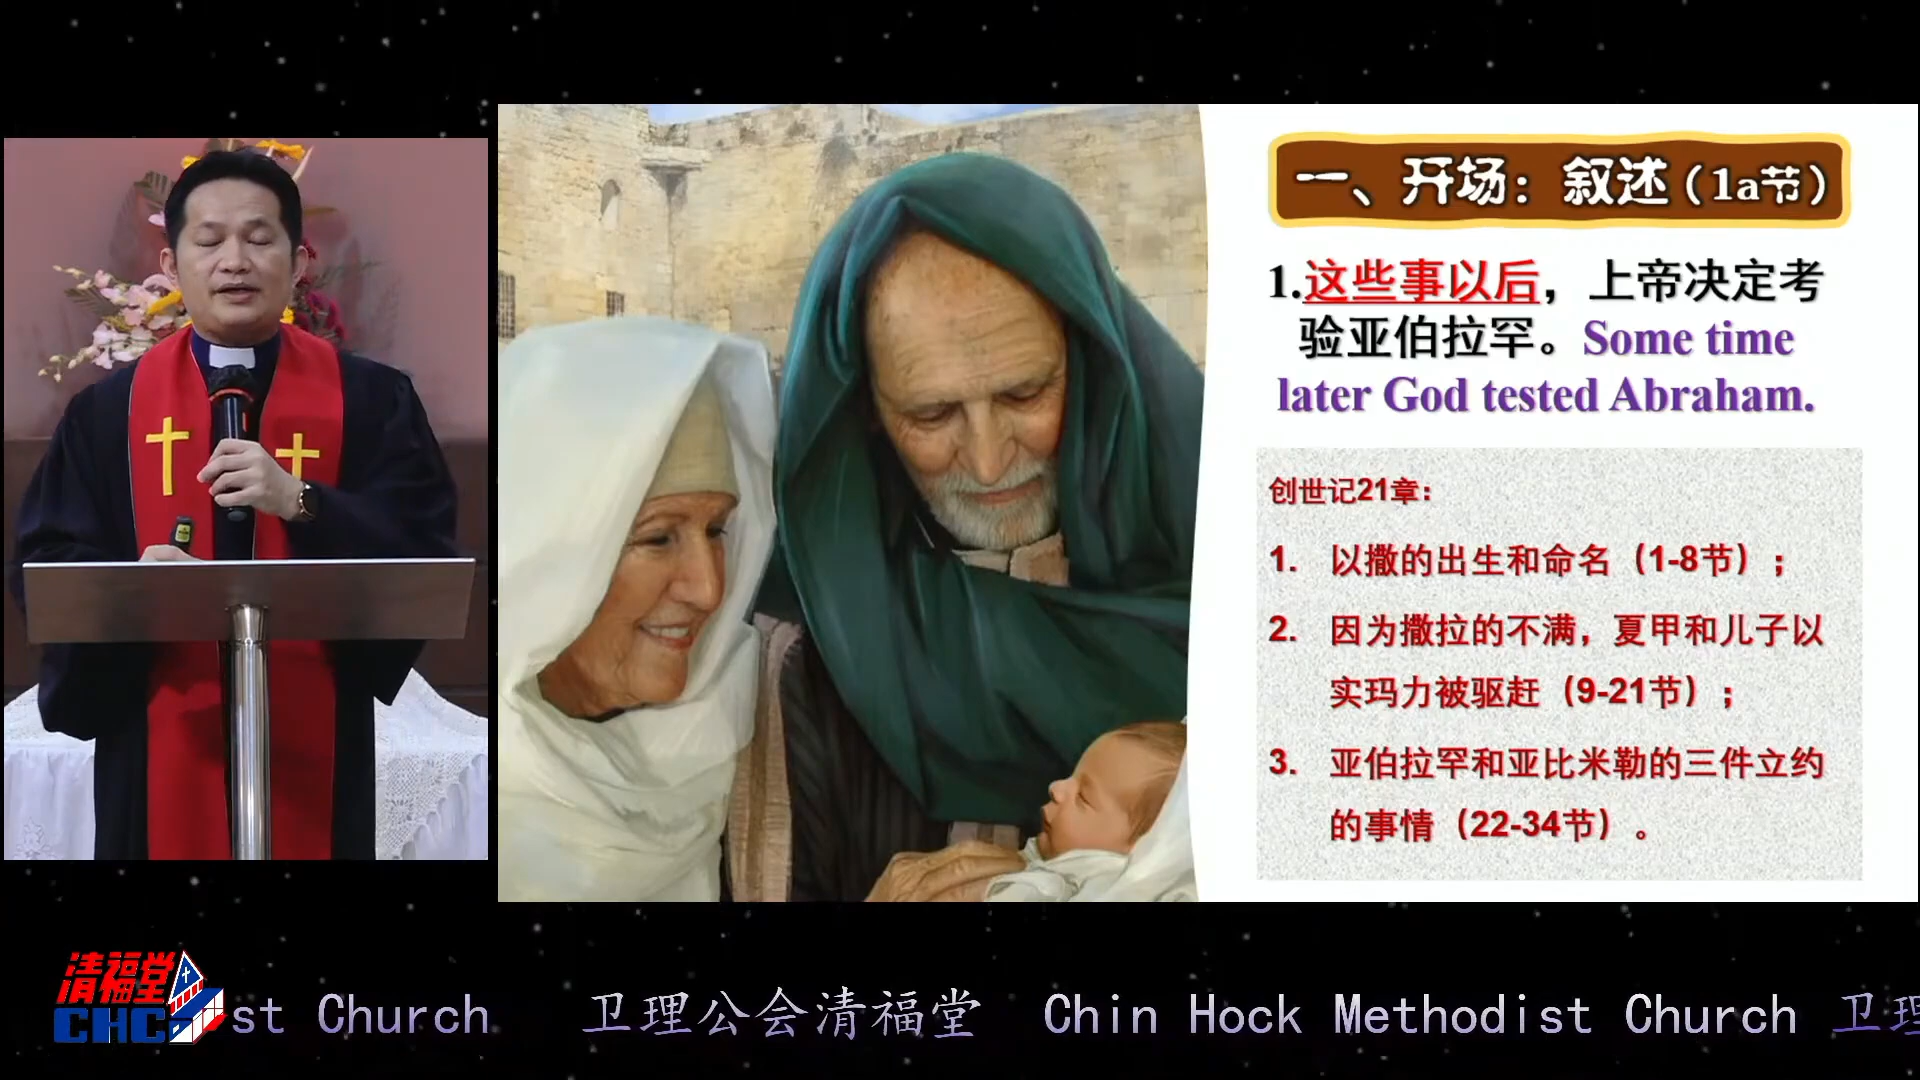 一、开场：叙述（1a节）
1.这些事以后，上帝决定考
验亚伯拉罕。Some time
later God tested Abraham.
创世记21章：
1. 以撒的出生和命名（1-8节）；
2. 因为撒拉的不满，夏甲和儿子以
实玛力被驱赶（9-21节）；
3. 亚伯拉罕和亚比米勒的三件立约
的事情（22-34节）。
清福堂
CHC
st Church 卫理公会清福堂 Chin Hock Methodist Church 卫理